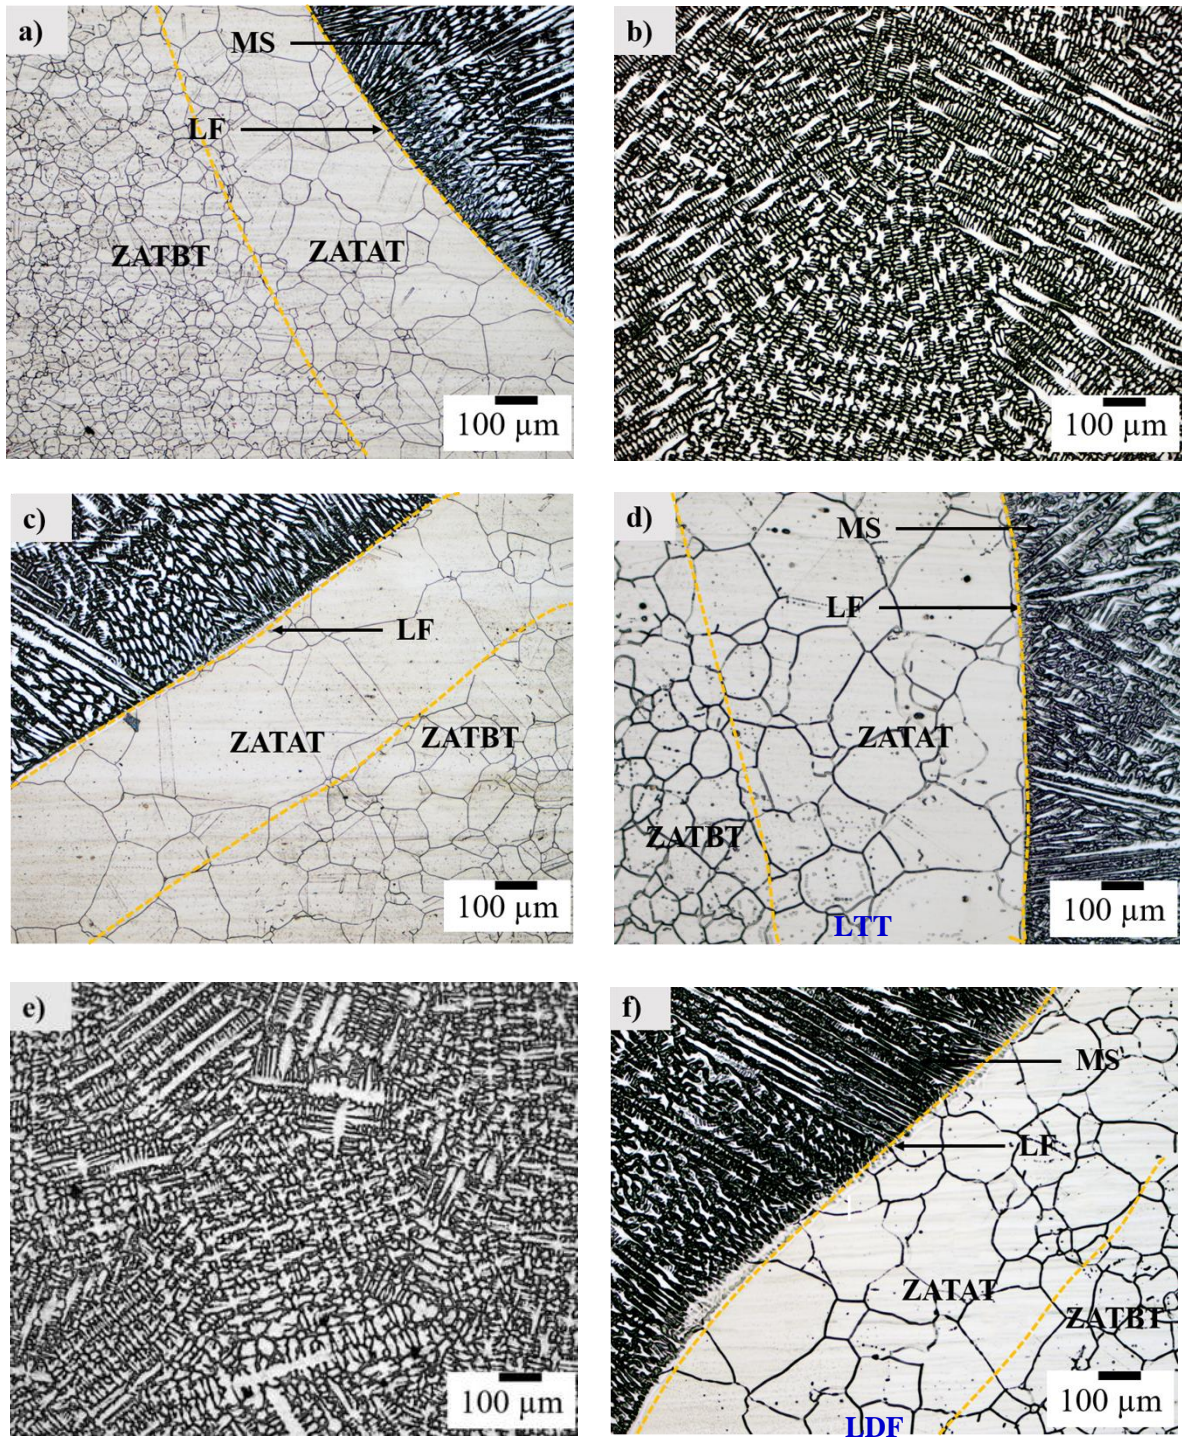 a)
MS
LF
ZATBT
ZATAT
100 µm
b)
100 µm
c)
LF
ZATAT
ZATBT
100 µm
d)
MS
LF
ZATAT
ZATBT
LTT
100 µm
e)
100 µm
f)
MS
LF
ZATAT
ZATBT
100 µm
LDF